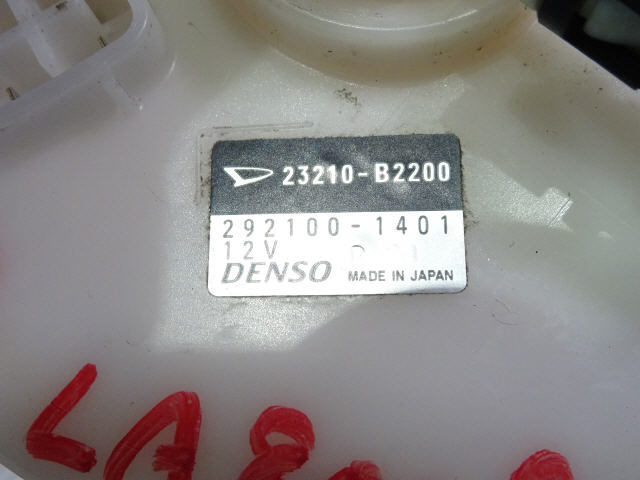 23210-B2200
292100-1401
12V
DENSO MADE IN JAPAN